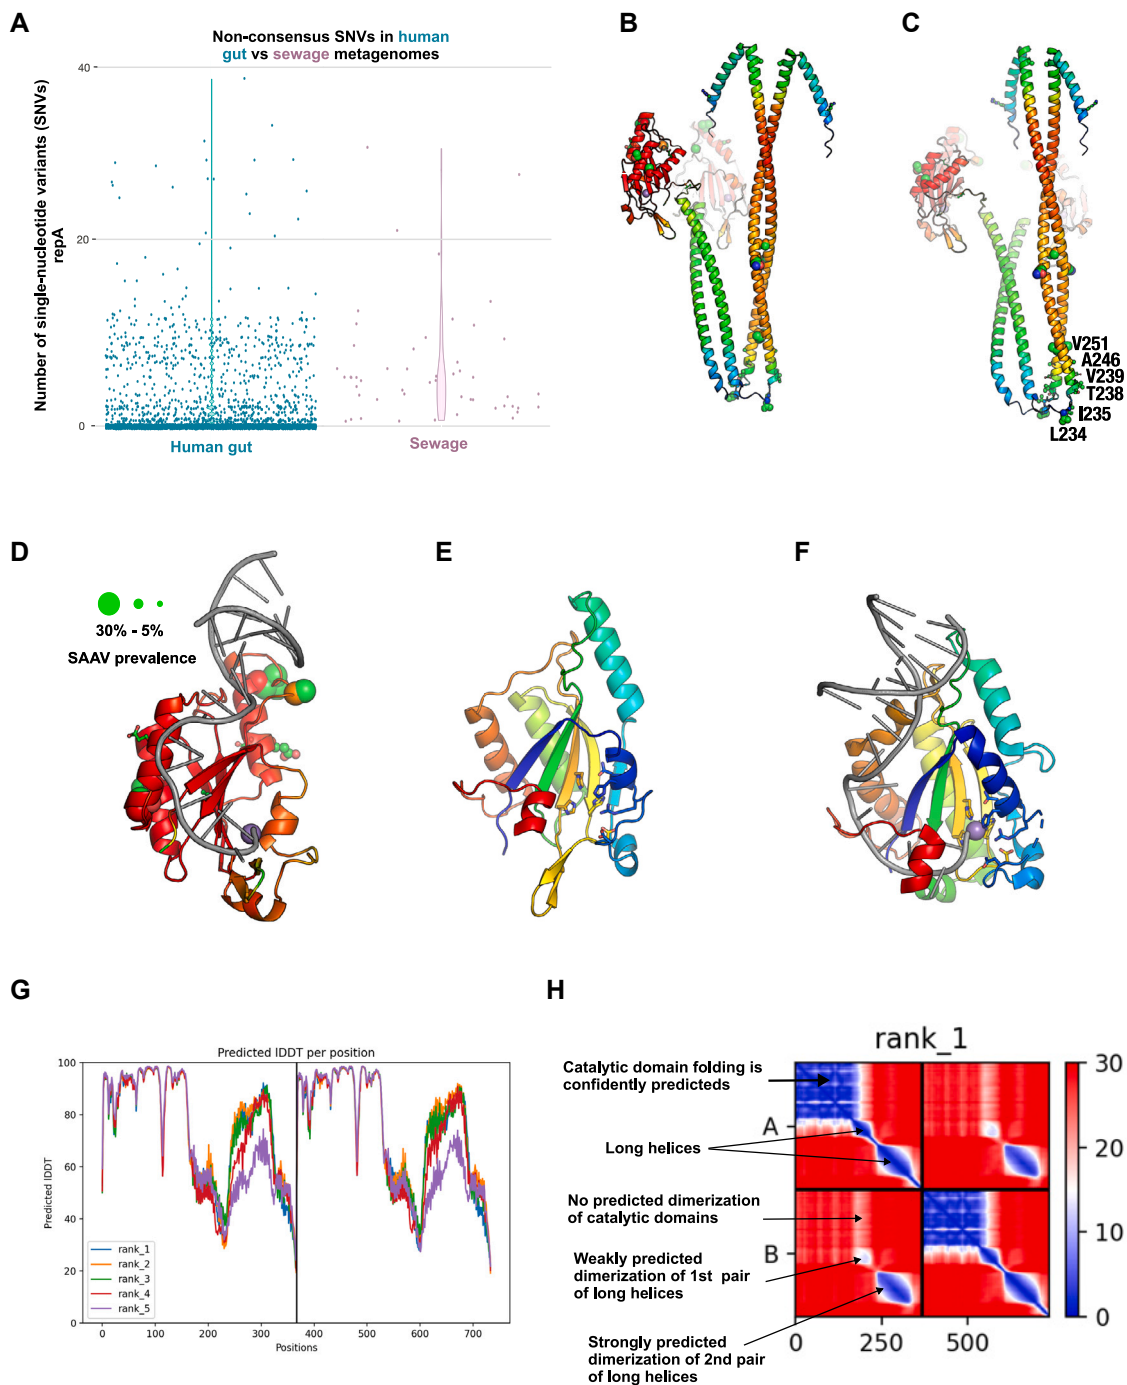 A
Non-consensus SNVs in human
gut vs sewage metagenomes
Number of single-nucleotide variants (SNVs)
repA
40
20
0
Human gut
Sewage
B
C
V251
A246
V239
T238
I235
L234
D
30% - 5%
SAAV prevalence
E
F
G
Predicted lDDT per position
Predicted lDDT
100
80
60
40
20
0
rank_1
rank_2
rank_3
rank_4
rank_5
0
100
200
300
400
500
600
700
Positions
H
rank_1
Catalytic domain folding is
confidently predicteds
Long helices
No predicted dimerization
of catalytic domains
Weakly predicted
dimerization of 1st pair
of long helices
Strongly predicted
dimerization of 2nd pair
of long helices
A
B
0
250
500
30
20
10
0